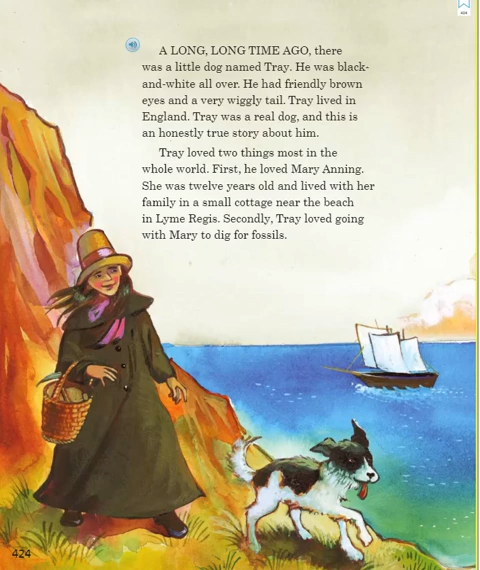 424
A LONG, LONG TIME AGO, there
was a little dog named Tray. He was black-
and-white all over. He had friendly brown
eyes and a very wiggly tail. Tray lived in
England. Tray was a real dog, and this is
an honestly true story about him.
Tray loved two things most in the
whole world. First, he loved Mary Anning.
She was twelve years old and lived with her
family in a small cottage near the beach
in Lyme Regis. Secondly, Tray loved going
with Mary to dig for fossils.
424